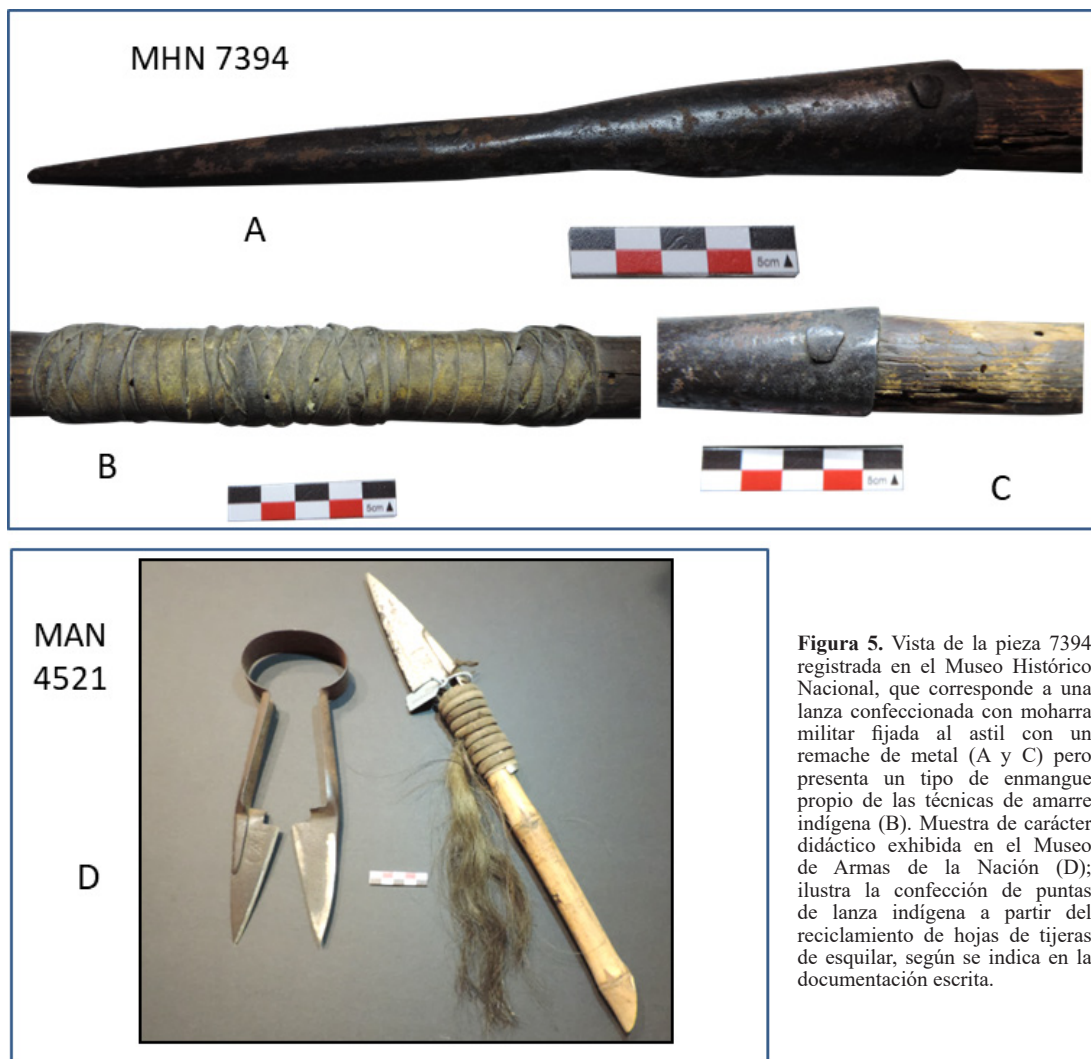 MHN 7394
A
5cm
B
5cm
5cm
C
MAN
4521
D
Figura 5. Vista de la pieza 7394
registrada en el Museo Histórico
Nacional, que corresponde a una
lanza confeccionada con moharra
militar fijada al astil con un
remache de metal (A y C) pero
presenta un tipo de enmangue
propio de las técnicas de amarre
indígena (B). Muestra de carácter
didáctico exhibida en el Museo
de Armas de la Nación (D);
ilustra la confección de puntas
de lanza indígena a partir del
reciclamiento de hojas de tijeras
de esquilar, según se indica en la
documentación escrita.